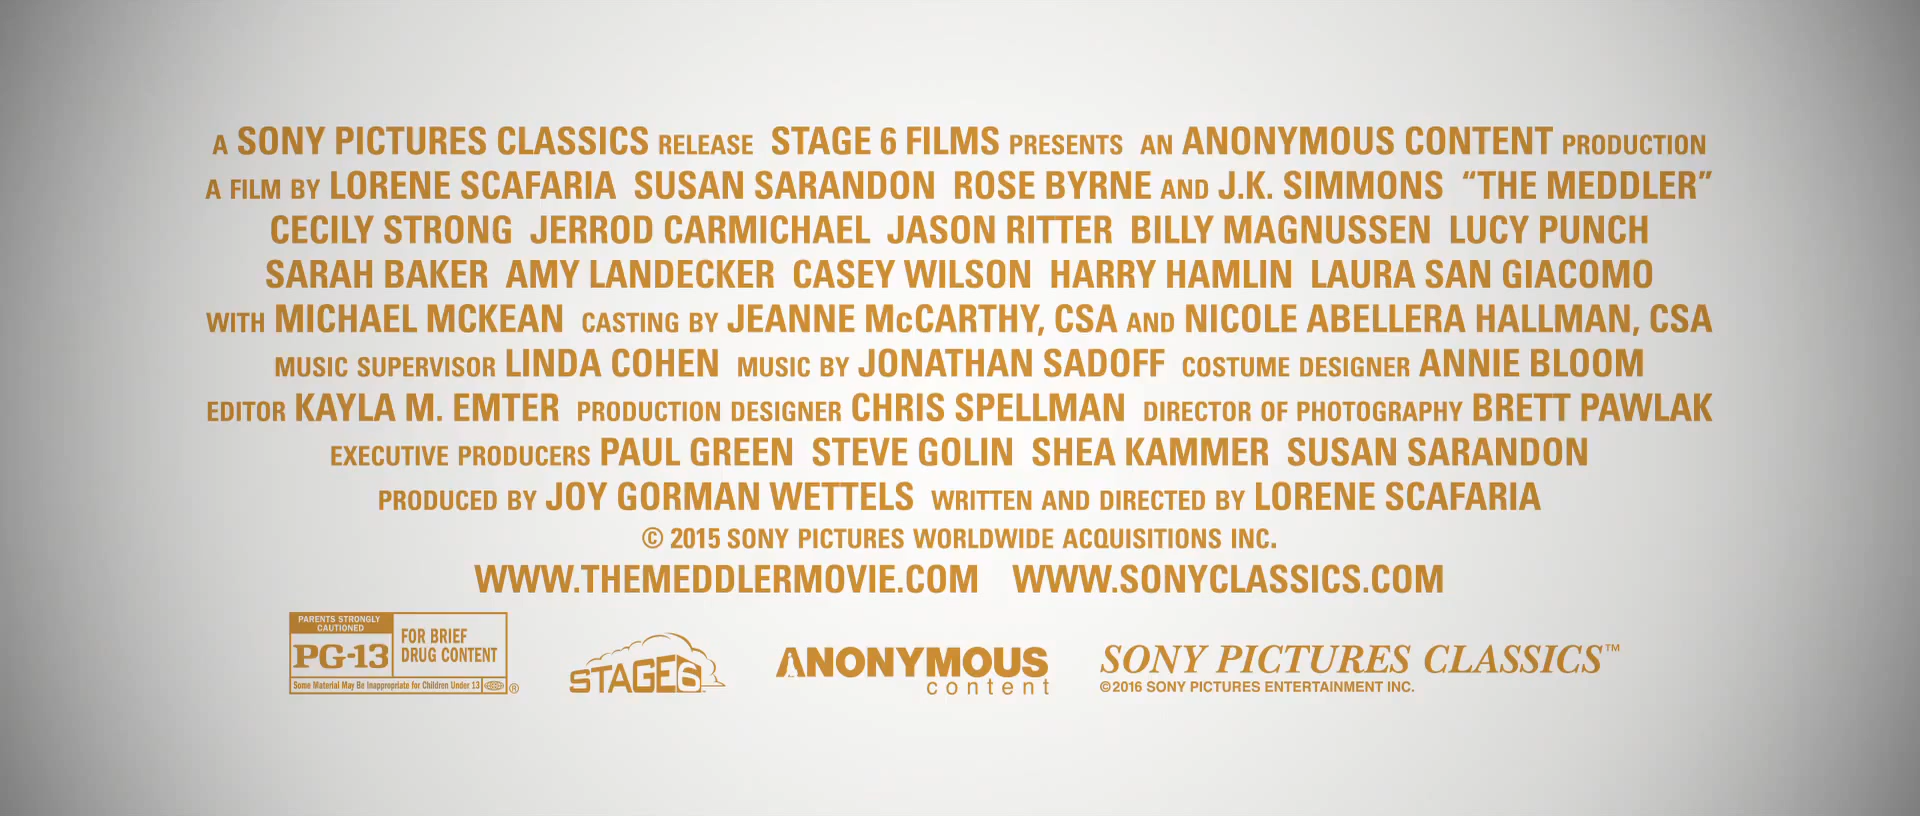 A SONY PICTURES CLASSICS RELEASE STAGE 6 FILMS PRESENTS AN ANONYMOUS CONTENT PRODUCTION
A FILM BY LORENE SCAFARIA SUSAN SARANDON ROSE BYRNE AND J.K. SIMMONS “THE MEDDLER”
CECILY STRONG JERROD CARMICHAEL JASON RITTER BILLY MAGNUSSEN LUCY PUNCH
SARAH BAKER AMY LANDECKER CASEY WILSON HARRY HAMLIN LAURA SAN GIACOMO
WITH MICHAEL MCKEAN CASTING BY JEANNE McCARTHY, CSA AND NICOLE ABELLERA HALLMAN, CSA
MUSIC SUPERVISOR LINDA COHEN MUSIC BY JONATHAN SADOFF COSTUME DESIGNER ANNIE BLOOM
EDITOR KAYLA M. EMTER PRODUCTION DESIGNER CHRIS SPELLMAN DIRECTOR OF PHOTOGRAPHY BRETT PAWLAK
EXECUTIVE PRODUCERS PAUL GREEN STEVE GOLIN SHEA KAMMER SUSAN SARANDON
PRODUCED BY JOY GORMAN WETTELS WRITTEN AND DIRECTED BY LORENE SCAFARIA
© 2015 SONY PICTURES WORLDWIDE ACQUISITIONS INC.
WWW.THEMEDDLERMOVIE.COM WWW.SONYCLASSICS.COM
PARENTS STRONGLY
CAUTIONED
PG-13
FOR BRIEF
DRUG CONTENT
Some Material May Be Inappropriate for Children Under 13 ®
STAGE 6
ANONYMOUS
content
SONY PICTURES CLASSICS™
©2016 SONY PICTURES ENTERTAINMENT INC.